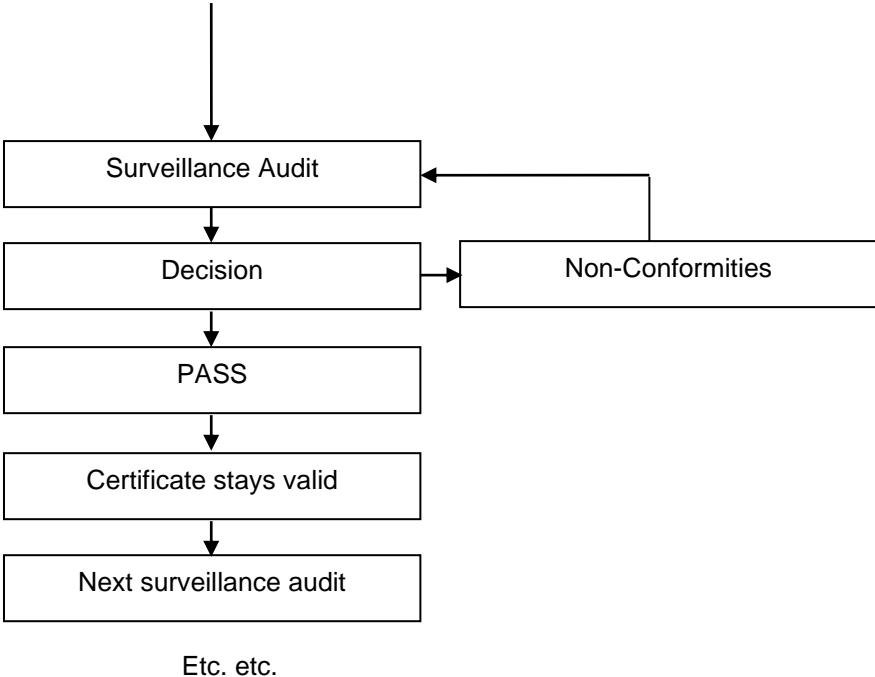 Surveillance Audit
Decision
Non-Conformities
PASS
Certificate stays valid
Next surveillance audit
Etc. etc.